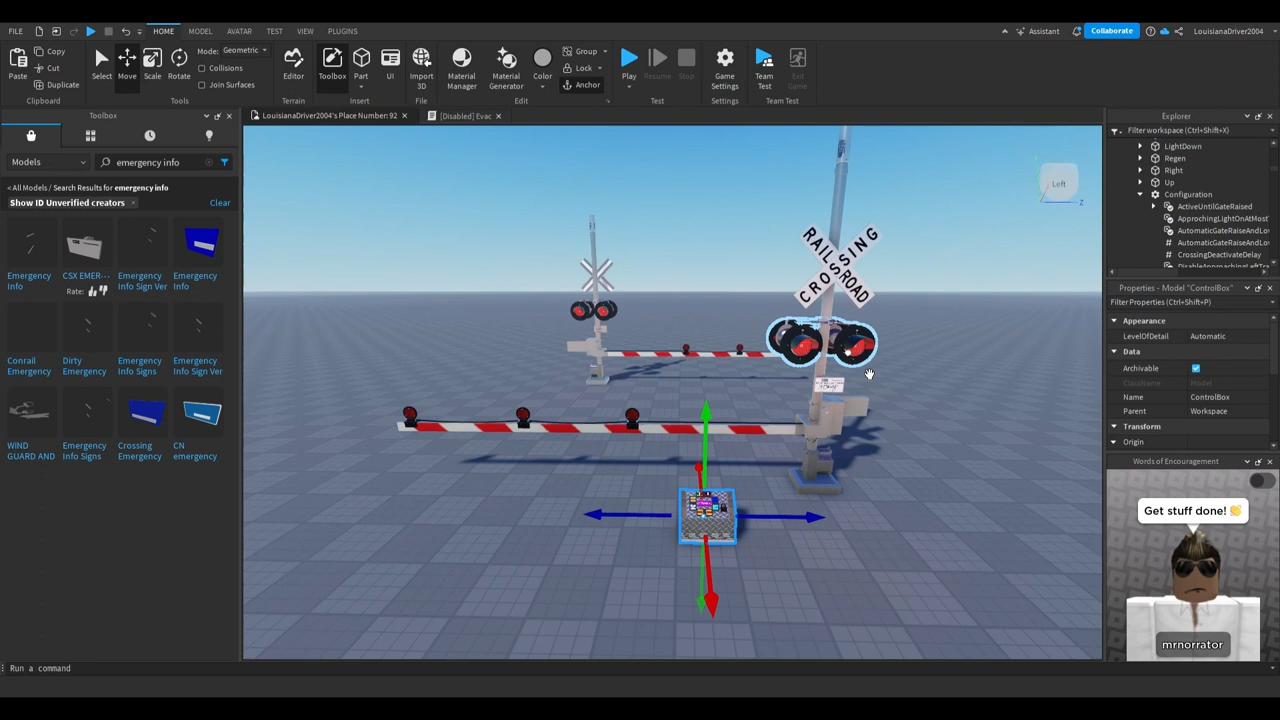 FILE
HOME
MODEL
AVATAR
TEST
VIEW
PLUGINS
Assistant
Collaborate
LouisianaDriver2004
Paste
Copy
Cut
Duplicate
Clipboard
Select
Move
Scale
Rotate
Mode: Geometric
Collisions
Join Surfaces
Tools
Editor
Terrain
Toolbox
Part
UI
Insert
Import
3D
File
Material
Manager
Material
Generator
Color
Group
Lock
Anchor
Edit
Play
Resume
Stop
Test
Game
Settings
Settings
Team
Test
Exit
Game
Team Test
Toolbox
Models
emergency info
< All Models / Search Results for emergency info
Show ID Unverified creators
Clear
Emergency
Info
CSX EMER···
Rate:
Emergency
Info Sign Ver
Emergency
Info
Conrail
Emergency
Dirty
Emergency
Emergency
Info Signs
Emergency
Info Sign Ver
WIND
GUARD AND
Emergency
Info Signs
Crossing
Emergency
CN
emergency
LouisianaDriver2004's Place Number: 92
[Disabled] Evac
Left
Z
RAILROAD
CROSSING
Explorer
Filter workspace (Ctrl+Shift+X)
LightDown
Regen
Right
Up
Configuration
ActiveUntilGateRaised
ApprochingLightOnAtMost
AutomaticGateRaiseAndLo
AutomaticGateRaiseAndLo
CrossingDeactivateDelay
DisableApproachingLeftTr
Properties - Model "ControlBox"
Filter Properties (Ctrl+Shift+P)
Appearance
LevelOfDetail
Automatic
Data
Archivable
ClassName
Model
Name
ControlBox
Parent
Workspace
Transform
Origin
Words of Encouragement
Get stuff done! 👏
mrnorrator
Run a command